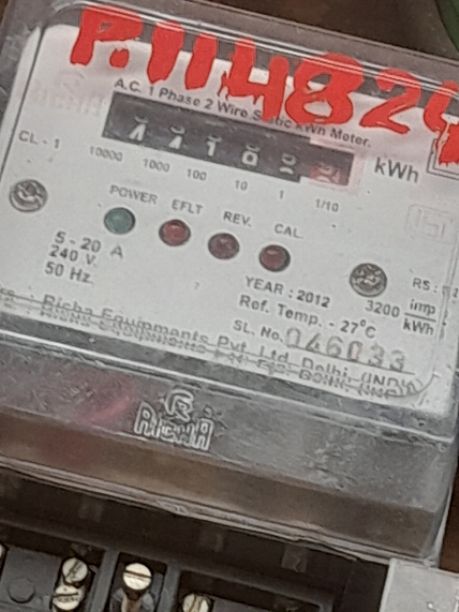 P.114824
A.C. 1 Phase 2 Wire Static kWh Meter.
CL - 1
kWh
10000 1000 100 10 1 1/10
POWER EFLT REV. CAL
5 - 20 A
240 V.
50 Hz.
YEAR : 2012
Ref. Temp. - 27°C
RS :
3200 imp
kWh
SL. No. 046033
Richa Equipments Pvt. Ltd. Delhi. (INDIA)
RICHA